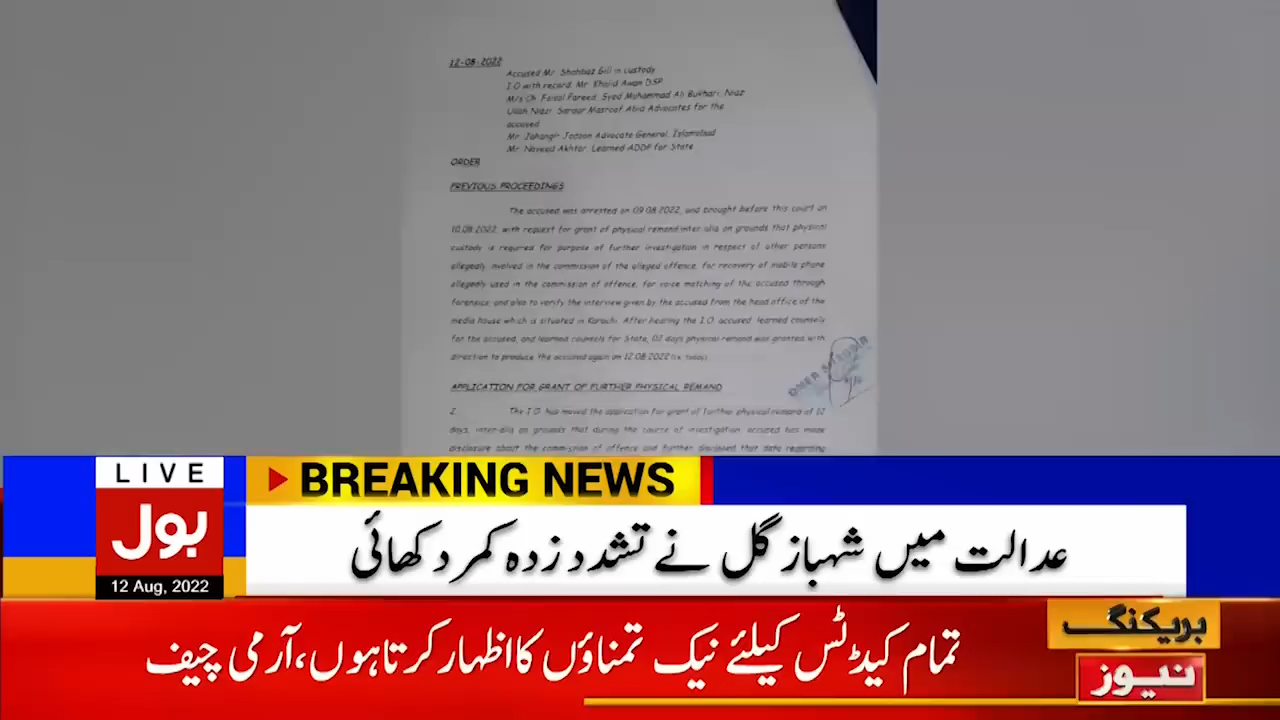 12-08-2022
Accused Mr. Shahbaz Gill in custody
I.O with record. Mr. Khalid Awan DSP
M/s Ch. Faisal Fareed, Syed Muhammad Ali Bukhari, Niaz
Ullah Niazi, Sardar Masroof Advocates for the
accused
Mr. Jahangir Jadoon Advocate General, Islamabad
Mr. Naveed Akhtar, Learned ADDP for State
ORDER
PREVIOUS PROCEEDINGS
The accused was arrested on 09.08.2022, and brought before this court on
10.08.2022, with request for grant of physical remand inter alia on grounds that physical
custody is required for purpose of further investigation in respect of other persons
allegedly involved in the commission of the alleged offence, for recovery of mobile phone
allegedly used in the commission of offence, for voice matching of the accused through
forensics and also to verify the interview given by the accused from the head office of the
media house which is situated in Karachi. After hearing the I.O, accused, learned counsels
for the accused, and learned counsels for State, 02 days physical remand was granted with
direction to produce the accused again on 12.08.2022 (i.e. today)
OMER SHABBIR
APPLICATION FOR GRANT OF FURTHER PHYSICAL REMAND
2. The I.O has moved the application for grant of further physical remand of 12
days, inter-alia on grounds that during the course of investigation accused has made
disclosure about the commission of offence and further disclosed that data regarding
LIVE
BREAKING NEWS
بول
عدالت میں شہباز گل نے تشدد زدہ کمر دکھائی
12 Aug, 2022
بریکنگ
نیوز
تمام کیڈٹس کیلئے نیک تمناؤں کا اظہار کرتا ہوں، آرمی چیف